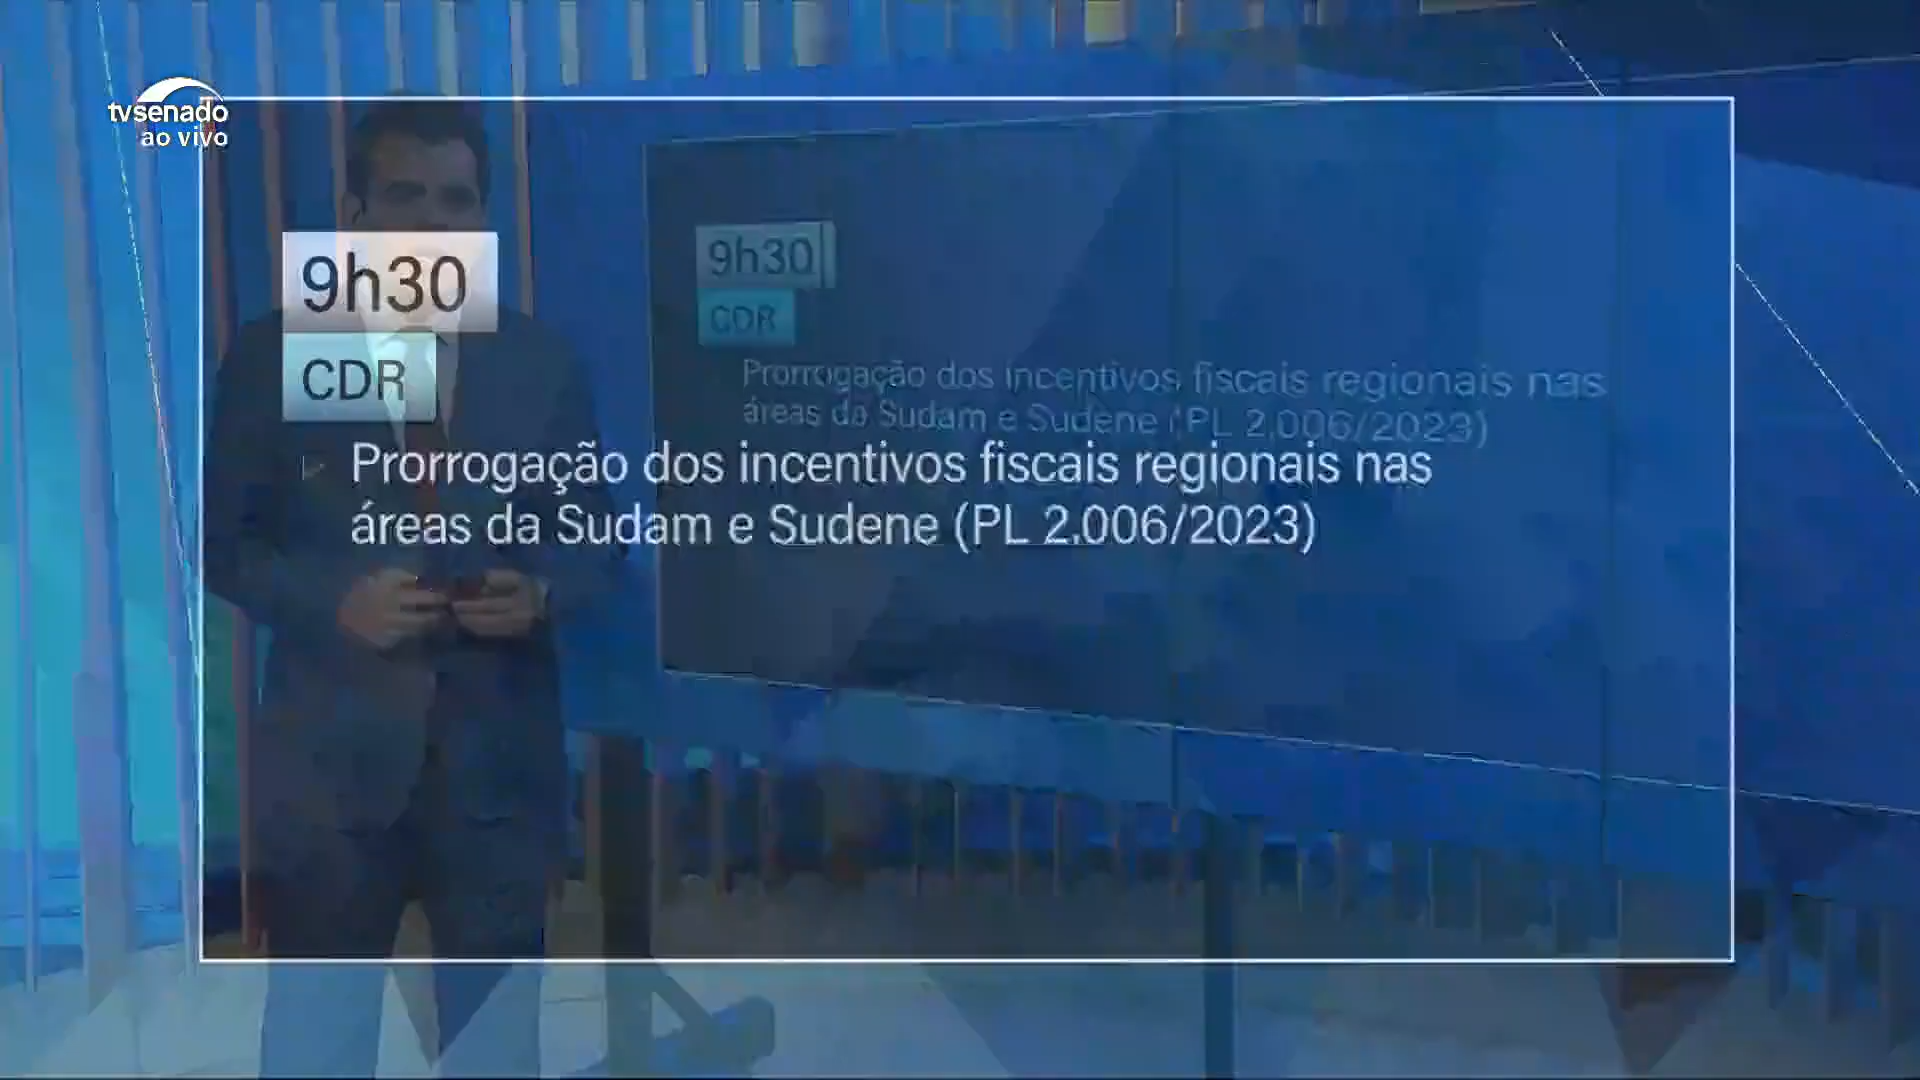 tvsenado
ao vivo
9h30
CDR
Prorrogação dos incentivos fiscais regionais nas
áreas da Sudam e Sudene (PL 2.006/2023)
9h30
CDR
Prorrogação dos incentivos fiscais regionais nas
áreas da Sudam e Sudene (PL 2.006/2023)